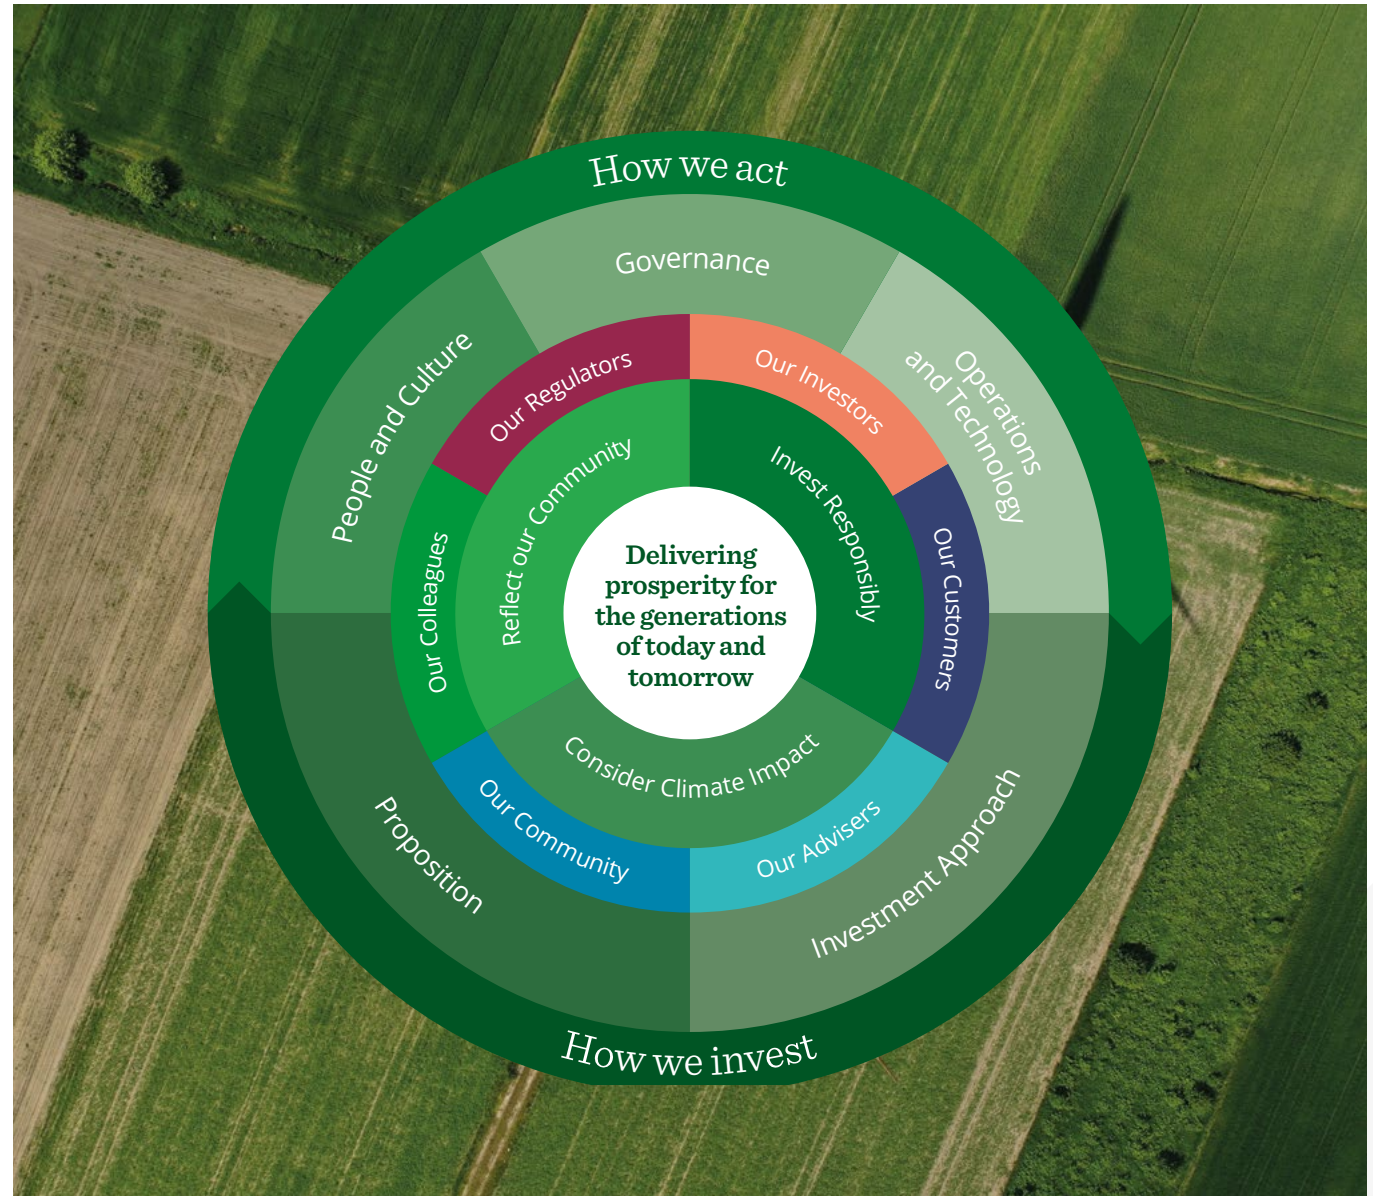 How we act
Governance
People and Culture
Operations
and Technology
Our Regulators
Our Investors
Reflect our Community
Invest Responsibly
Our Colleagues
Our Customers
Delivering
prosperity for
the generations
of today and
tomorrow
Consider Climate Impact
Our Community
Our Advisers
Proposition
Investment Approach
How we invest